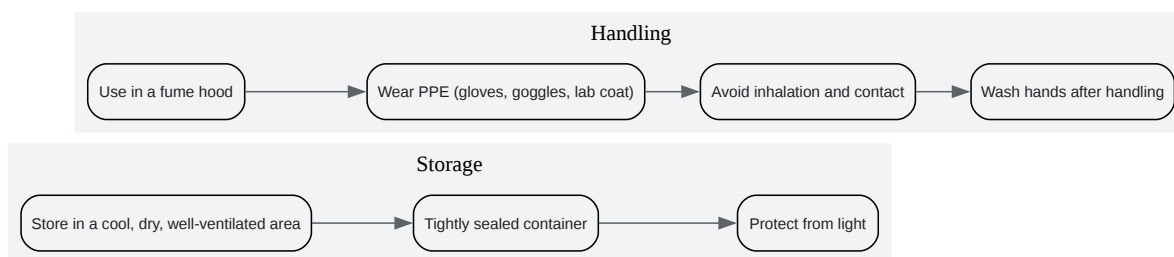 Handling
Use in a fume hood
Wear PPE (gloves, goggles, lab coat)
Avoid inhalation and contact
Wash hands after handling
Storage
Store in a cool, dry, well-ventilated area
Tightly sealed container
Protect from light